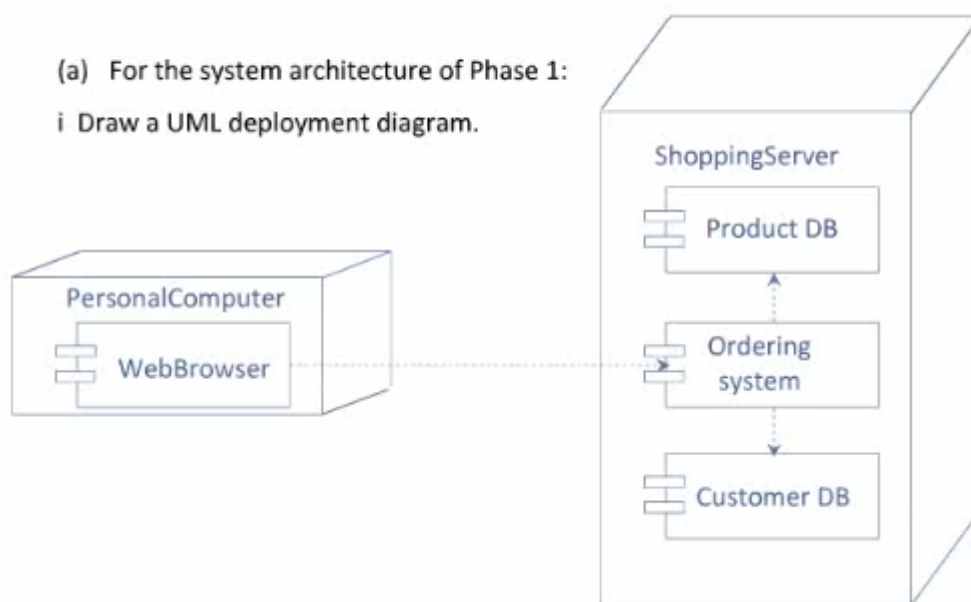 (a) For the system architecture of Phase 1:
i Draw a UML deployment diagram.
ShoppingServer
Product DB
PersonalComputer
WebBrowser
Ordering
system
Customer DB